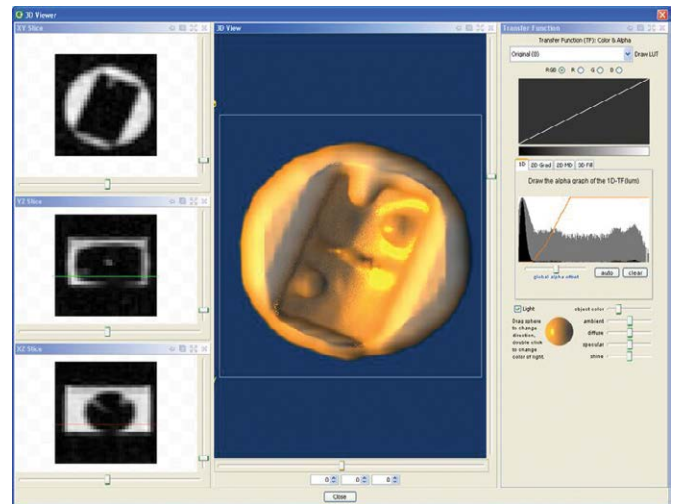 3D Viewer
XY Slice
YZ Slice
XZ Slice
3D View
0 0 0
Close
Transfer Function
Transfer Function (TF): Color & Alpha
Original (8)
Draw LUT
RGB R G B
1D 2D Grad 2D MD 3D Fill
Draw the alpha graph of the 1D-TF(lum)
global alpha offset
auto clear
Light
object color
Drag sphere
to change
direction,
double click
to change
color of light.
ambient
diffuse
specular
shine